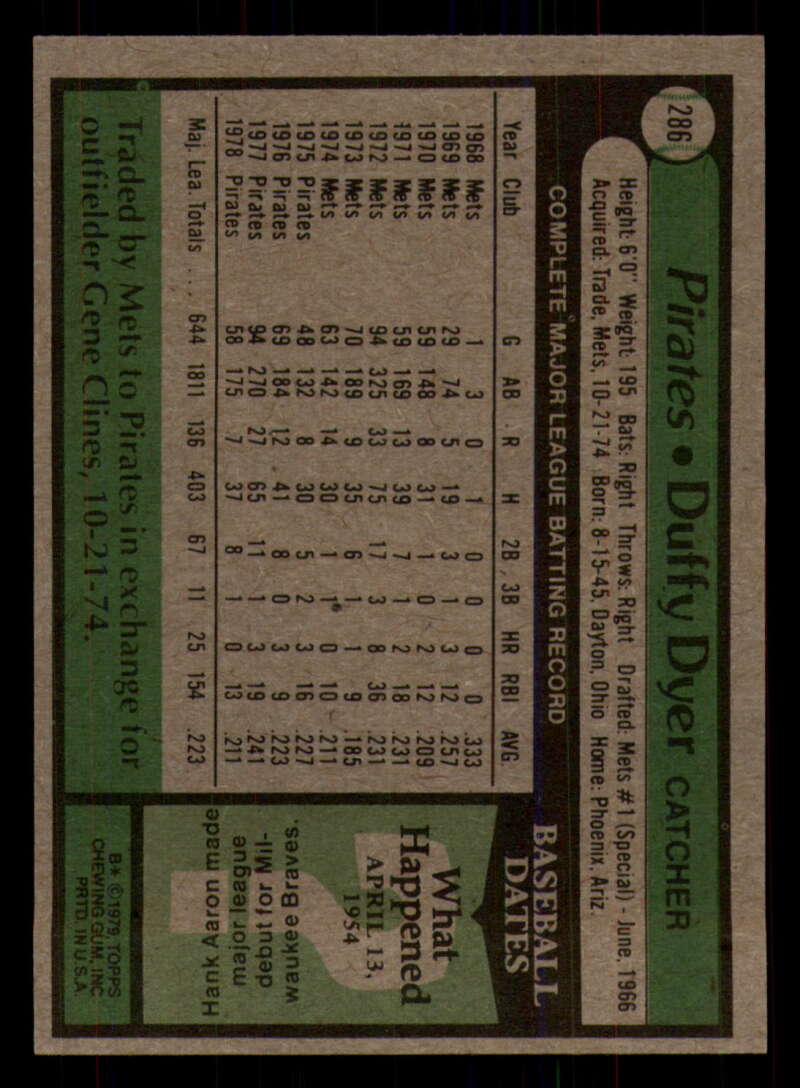 286
Pirates • Duffy Dyer CATCHER
Height: 6'0" Weight: 195 Bats: Right Throws: Right Drafted: Mets #1 (Special) - June, 1966
Acquired: Trade, Mets, 10-21-74 Born: 8-15-45, Dayton, Ohio Home: Phoenix, Ariz.
COMPLETE MAJOR LEAGUE BATTING RECORD
Year Club G AB R H 2B 3B HR RBI AVG
1968 Mets 1 3 0 1 0 0 0 0 .333
1969 Mets 29 74 5 19 3 1 3 12 .257
1970 Mets 59 148 8 31 1 0 2 12 .209
1971 Mets 59 169 13 39 7 1 2 18 .231
1972 Mets 94 325 33 75 17 3 8 36 .231
1973 Mets 70 189 9 35 6 1 1 9 .185
1974 Mets 63 142 14 30 1 1 0 10 .211
1975 Pirates 48 132 8 30 5 2 3 16 .227
1976 Pirates 69 184 12 41 8 0 3 9 .223
1977 Pirates 94 270 27 65 11 1 3 19 .241
1978 Pirates 58 175 7 37 8 1 0 13 .211
Maj. Lea. Totals .... 644 1811 136 403 67 11 25 154 .223
Traded by Mets to Pirates in exchange for
outfielder Gene Clines, 10-21-74.
BASEBALL
DATES
What
Happened
APRIL 13,
1954
Hank Aaron made
major league
debut for Mil-
waukee Braves.
B* © 1979 TOPPS
CHEWING GUM, INC
PRTD. IN U.S.A.